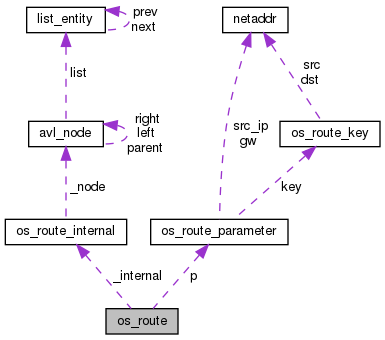 list_entity
prev
next
netaddr
list
src
dst
avl_node
right
left
parent
src_ip
gw
os_route_key
_node
key
os_route_internal
os_route_parameter
_internal
p
os_route